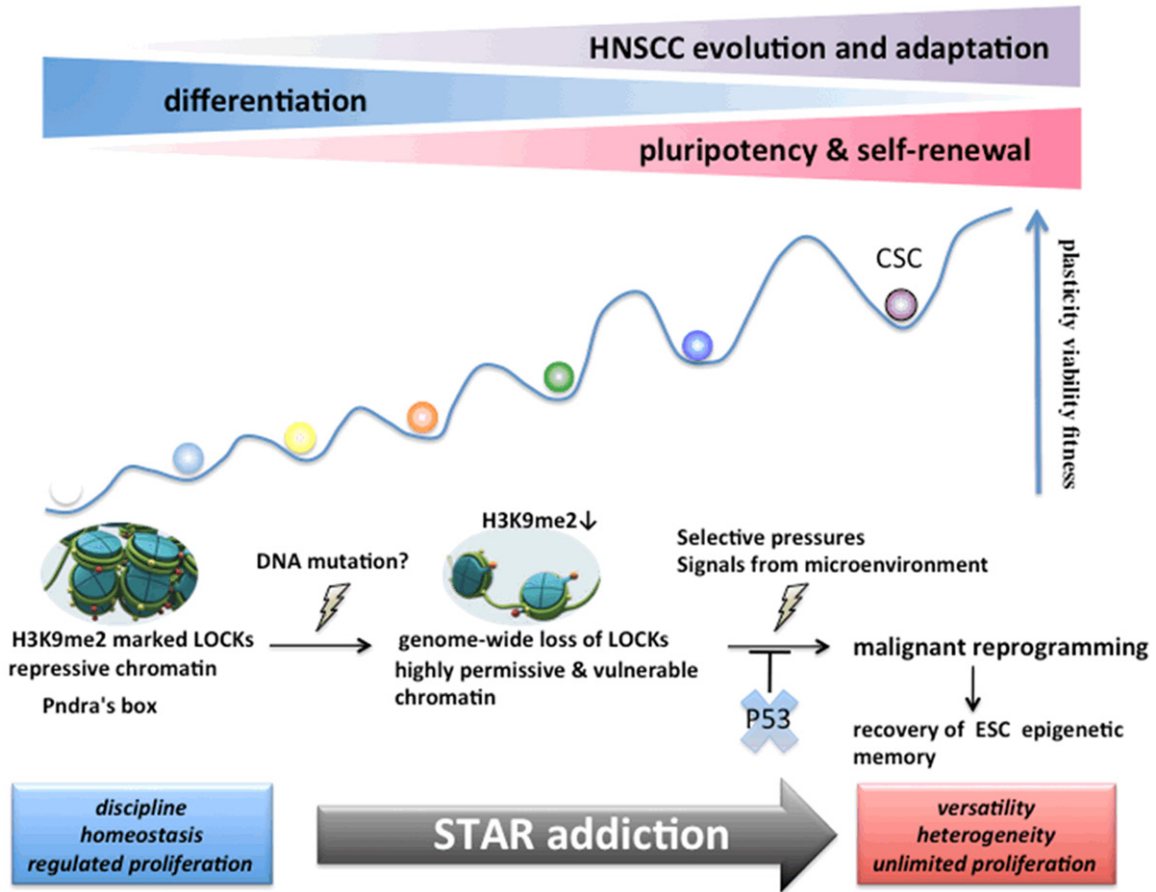 HNSCC evolution and adaptation
differentiation
pluripotency & self-renewal
CSC
plasticity viability fitness
H3K9me2↓
DNA mutation?
Selective pressures
Signals from microenvironment
H3K9me2 marked LOCKs
repressive chromatin
Pndra's box
genome-wide loss of LOCKs
highly permissive & vulnerable
chromatin
P53
malignant reprogramming
recovery of ESC epigenetic
memory
discipline
homeostasis
regulated proliferation
STAR addiction
versatility
heterogeneity
unlimited proliferation